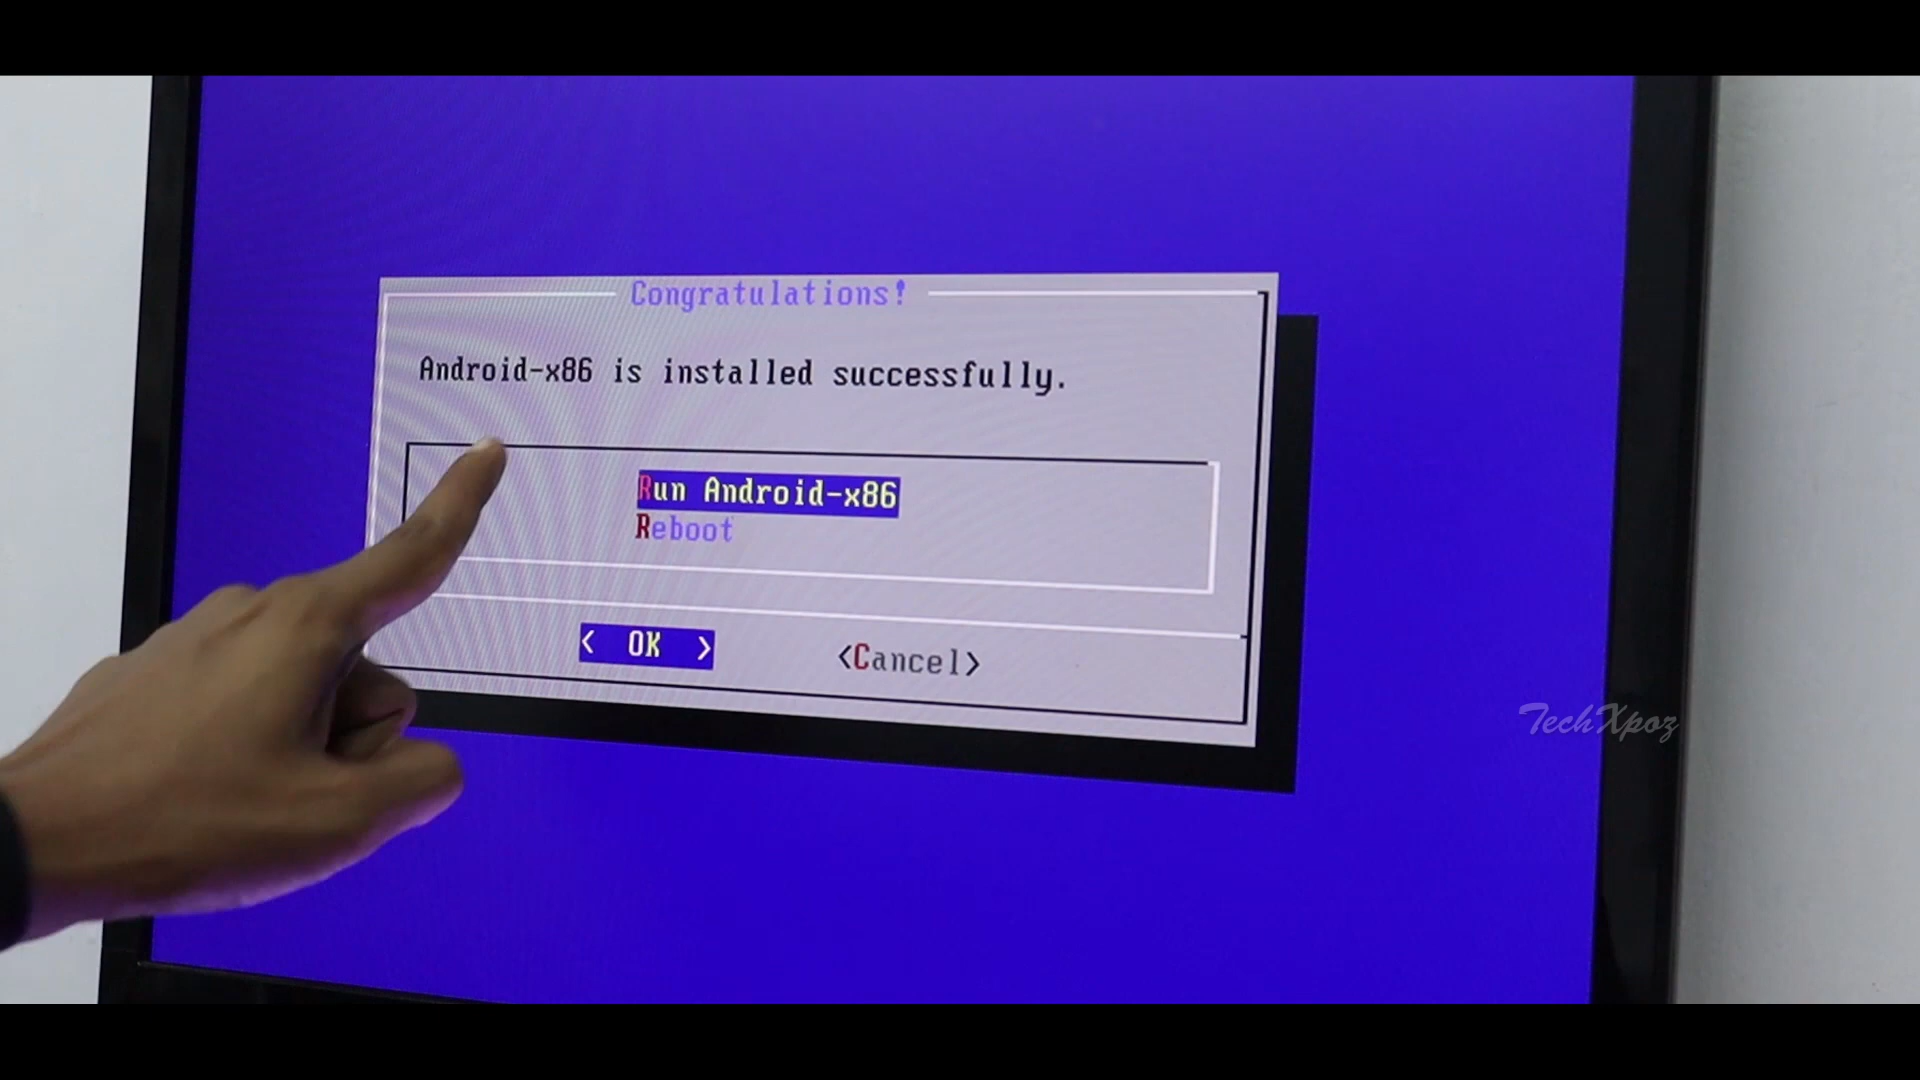 Congratulations!
Android-x86 is installed successfully.
Run Android-x86
Reboot
< OK >
<Cancel>
TechXpoz